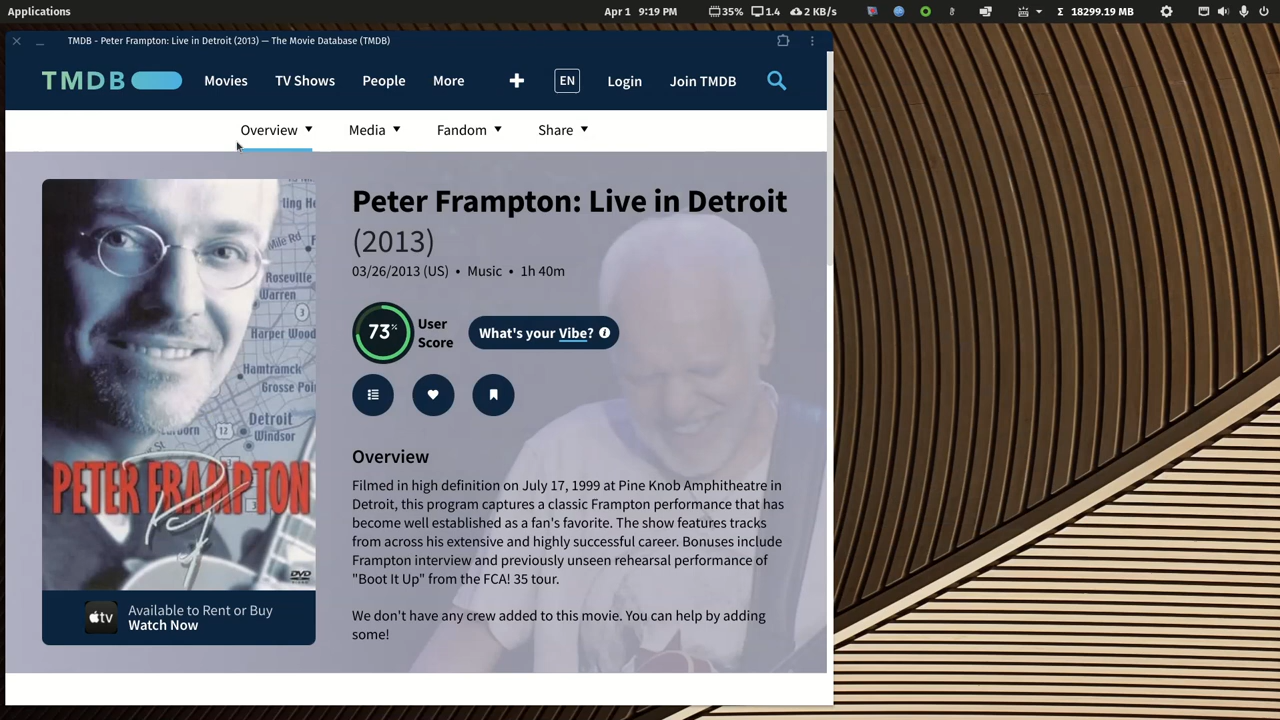 Applications
Apr 1 9:19 PM
35%
1.4
2 KB/s
Σ 18299.19 MB
TMDB - Peter Frampton: Live in Detroit (2013) — The Movie Database (TMDB)
TMDB
Movies
TV Shows
People
More
EN
Login
Join TMDB
Overview
Media
Fandom
Share
Mile Rd
Roseville
Warren
3
Harper Wood
Hamtramck
Grosse Poi
Detroit
12
Windsor
PETER FRAMPTON
DVD
Available to Rent or Buy
Watch Now
Peter Frampton: Live in Detroit
(2013)
03/26/2013 (US) • Music • 1h 40m
73%
User
Score
What's your Vibe?
Overview
Filmed in high definition on July 17, 1999 at Pine Knob Amphitheatre in
Detroit, this program captures a classic Frampton performance that has
become well established as a fan's favorite. The show features tracks
from across his extensive and highly successful career. Bonuses include
Frampton interview and previously unseen rehearsal performance of
"Boot It Up" from the FCA! 35 tour.
We don't have any crew added to this movie. You can help by adding
some!